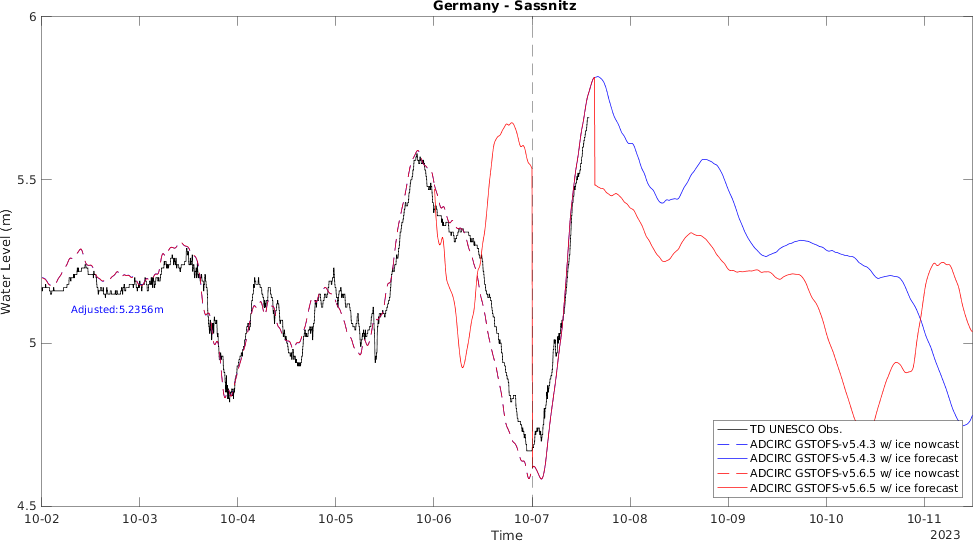 Germany - Sassnitz
6
5.5
5
4.5
Water Level (m)
Adjusted:5.2356m
TD UNESCO Obs.
ADCIRC GSTOFS-v5.4.3 w/ ice nowcast
ADCIRC GSTOFS-v5.4.3 w/ ice forecast
ADCIRC GSTOFS-v5.6.5 w/ ice nowcast
ADCIRC GSTOFS-v5.6.5 w/ ice forecast
10-02 10-03 10-04 10-05 10-06 10-07 10-08 10-09 10-10 10-11
Time
2023